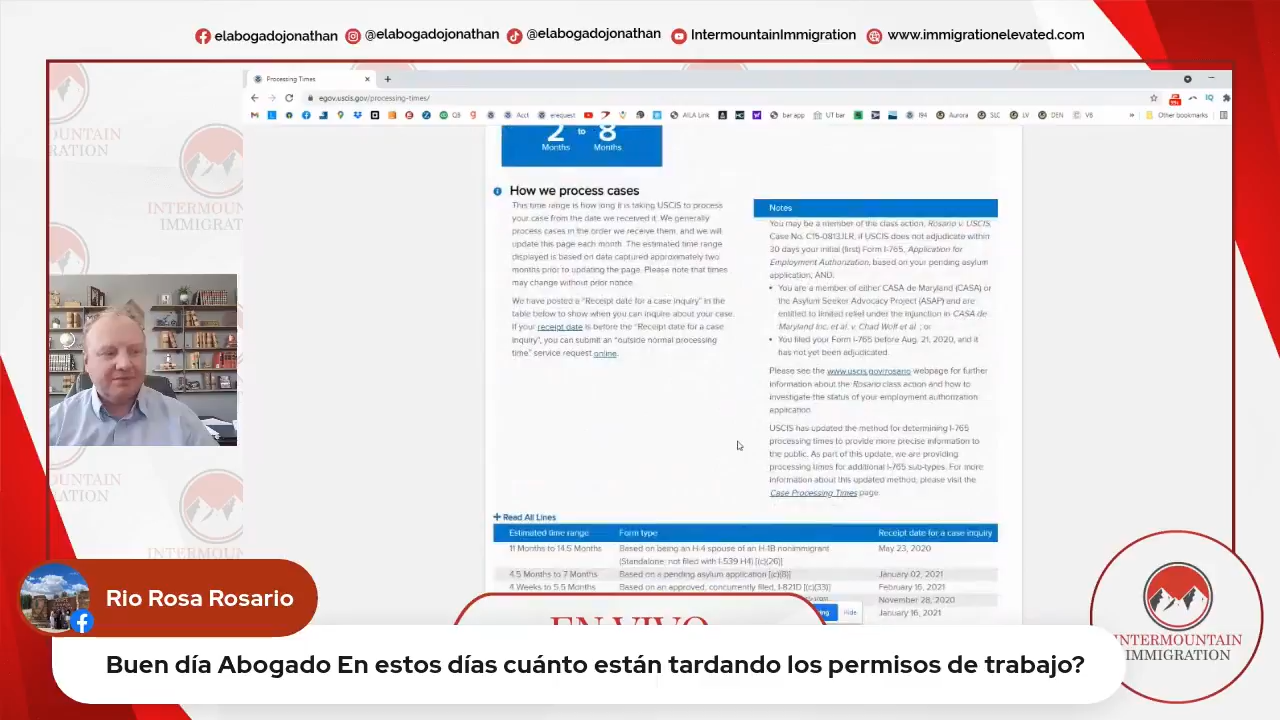 elabogadojonathan @elabogadojonathan @elabogadojonathan IntermountainImmigration www.immigrationelevated.com
Processing Times
egov.uscis.gov/processing-times/
Acct erequest AILA Link bar app UT bar I94 Aurora SLC LV DEN VB Other bookmarks
2 to 8
Months Months
How we process cases
This time range is how long it is taking USCIS to process
your case from the date we received it. We generally
process cases in the order we receive them, and we will
update this page each month. The estimated time range
displayed is based on data captured approximately two
months prior to updating the page. Please note that times
may change without prior notice.
We have posted a “Receipt date for a case inquiry” in the
table below to show when you can inquire about your case.
If your receipt date is before the “Receipt date for a case
inquiry”, you can submit an “outside normal processing
time” service request online.
Notes
You may be a member of the class action, Rosario v. USCIS,
Case No. C15-0813JLR, if USCIS does not adjudicate within
30 days your initial (first) Form I-765, Application for
Employment Authorization, based on your pending asylum
application; AND:
You are a member of either CASA de Maryland (CASA) or
the Asylum Seeker Advocacy Project (ASAP) and are
entitled to limited relief under the injunction in CASA de
Maryland Inc. et al. v. Chad Wolf et al.; or
You filed your Form I-765 before Aug. 21, 2020, and it
has not yet been adjudicated.
Please see the www.uscis.gov/rosario webpage for further
information about the Rosario class action and how to
investigate the status of your employment authorization
application.
USCIS has updated the method for determining I-765
processing times to provide more precise information to
the public. As part of this update, we are providing
processing times for additional I-765 sub-types. For more
information about this updated method, please visit the
Case Processing Times page.
+ Read All Lines
Estimated time range Form type Receipt date for a case inquiry
11 Months to 14.5 Months Based on being an H-4 spouse of an H-1B nonimmigrant May 23, 2020
(Standalone; not filed with I-539 H4) [(c)(26)]
4.5 Months to 7 Months Based on a pending asylum application [(c)(8)] January 02, 2021
4 Weeks to 5.5 Months Based on an approved, concurrently filed, I-821D [(c)(33)] February 16, 2021
November 28, 2020
Hide January 16, 2021
EN VIVO
INTERMOUNTAIN
IMMIGRATION
Rio Rosa Rosario
Buen día Abogado En estos días cuánto están tardando los permisos de trabajo?